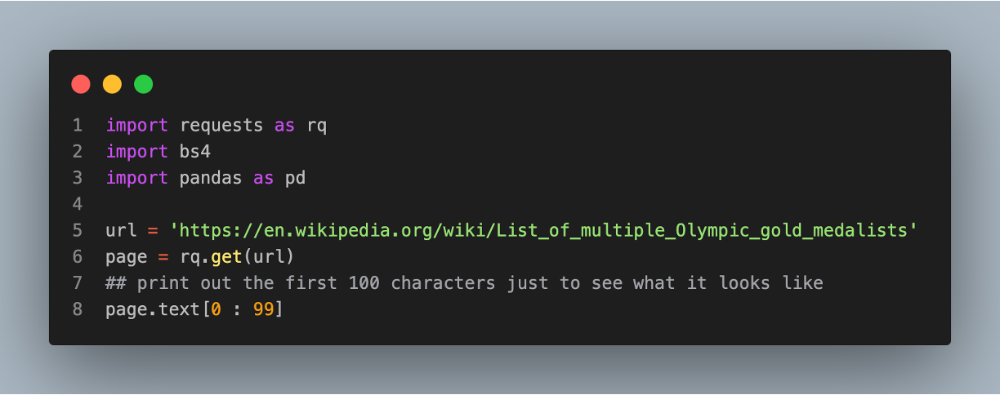 1 import requests as rq
2 import bs4
3 import pandas as pd
4
5 url = 'https://en.wikipedia.org/wiki/List_of_multiple_Olympic_gold_medalists'
6 page = rq.get(url)
7 ## print out the first 100 characters just to see what it looks like
8 page.text[0 : 99]